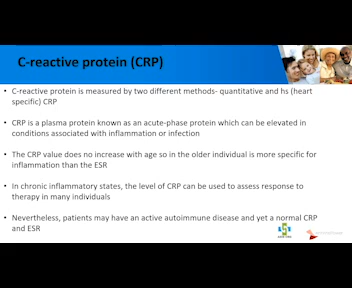 C-reactive protein (CRP)
• C-reactive protein is measured by two different methods- quantitative and hs (heart
specific) CRP
• CRP is a plasma protein known as an acute-phase protein which can be elevated in
conditions associated with inflammation or infection
• The CRP value does no increase with age so in the older individual is more specific for
inflammation than the ESR
• In chronic inflammatory states, the level of CRP can be used to assess response to
therapy in many individuals
• Nevertheless, patients may have an active autoimmune disease and yet a normal CRP
and ESR